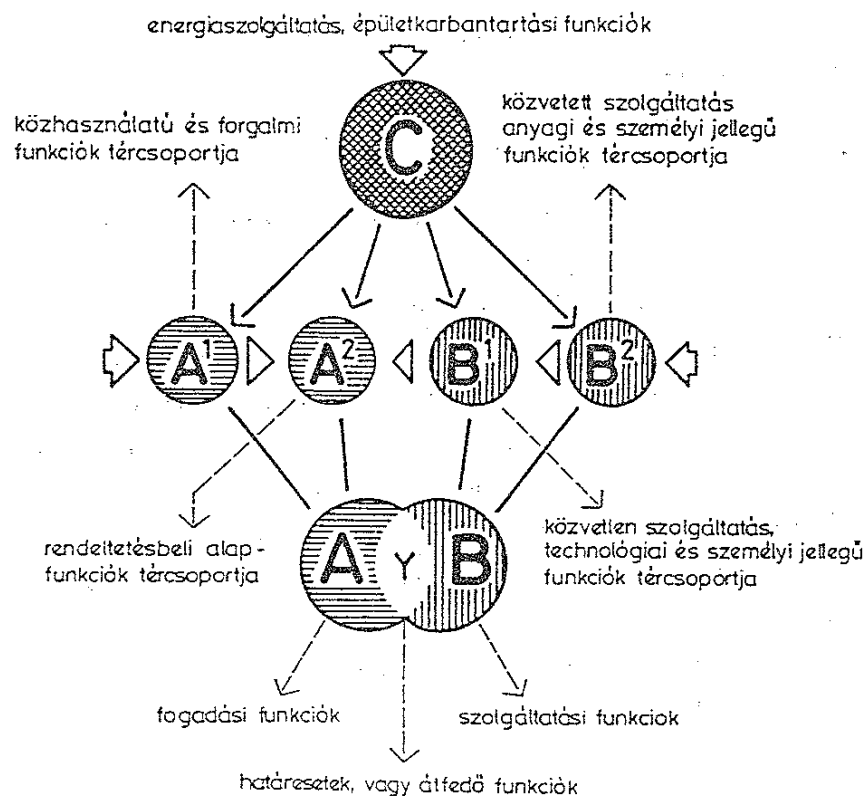 energiaszolgáltatás, épületkarbantartási funkciók
közhasználatú és forgalmi
funkciók tércsoportja
közvetett szolgáltatás
anyagi és személyi jellegű
funkciók tércsoportja
C
A¹
A²
B¹
B²
A
Y
B
rendeltetésbeli alap-
funkciók tércsoportja
közvetlen szolgáltatás,
technológiai és személyi jellegű
funkciók tércsoportja
fogadási funkciók
szolgáltatási funkciok
határesetek, vagy átfedő funkciók